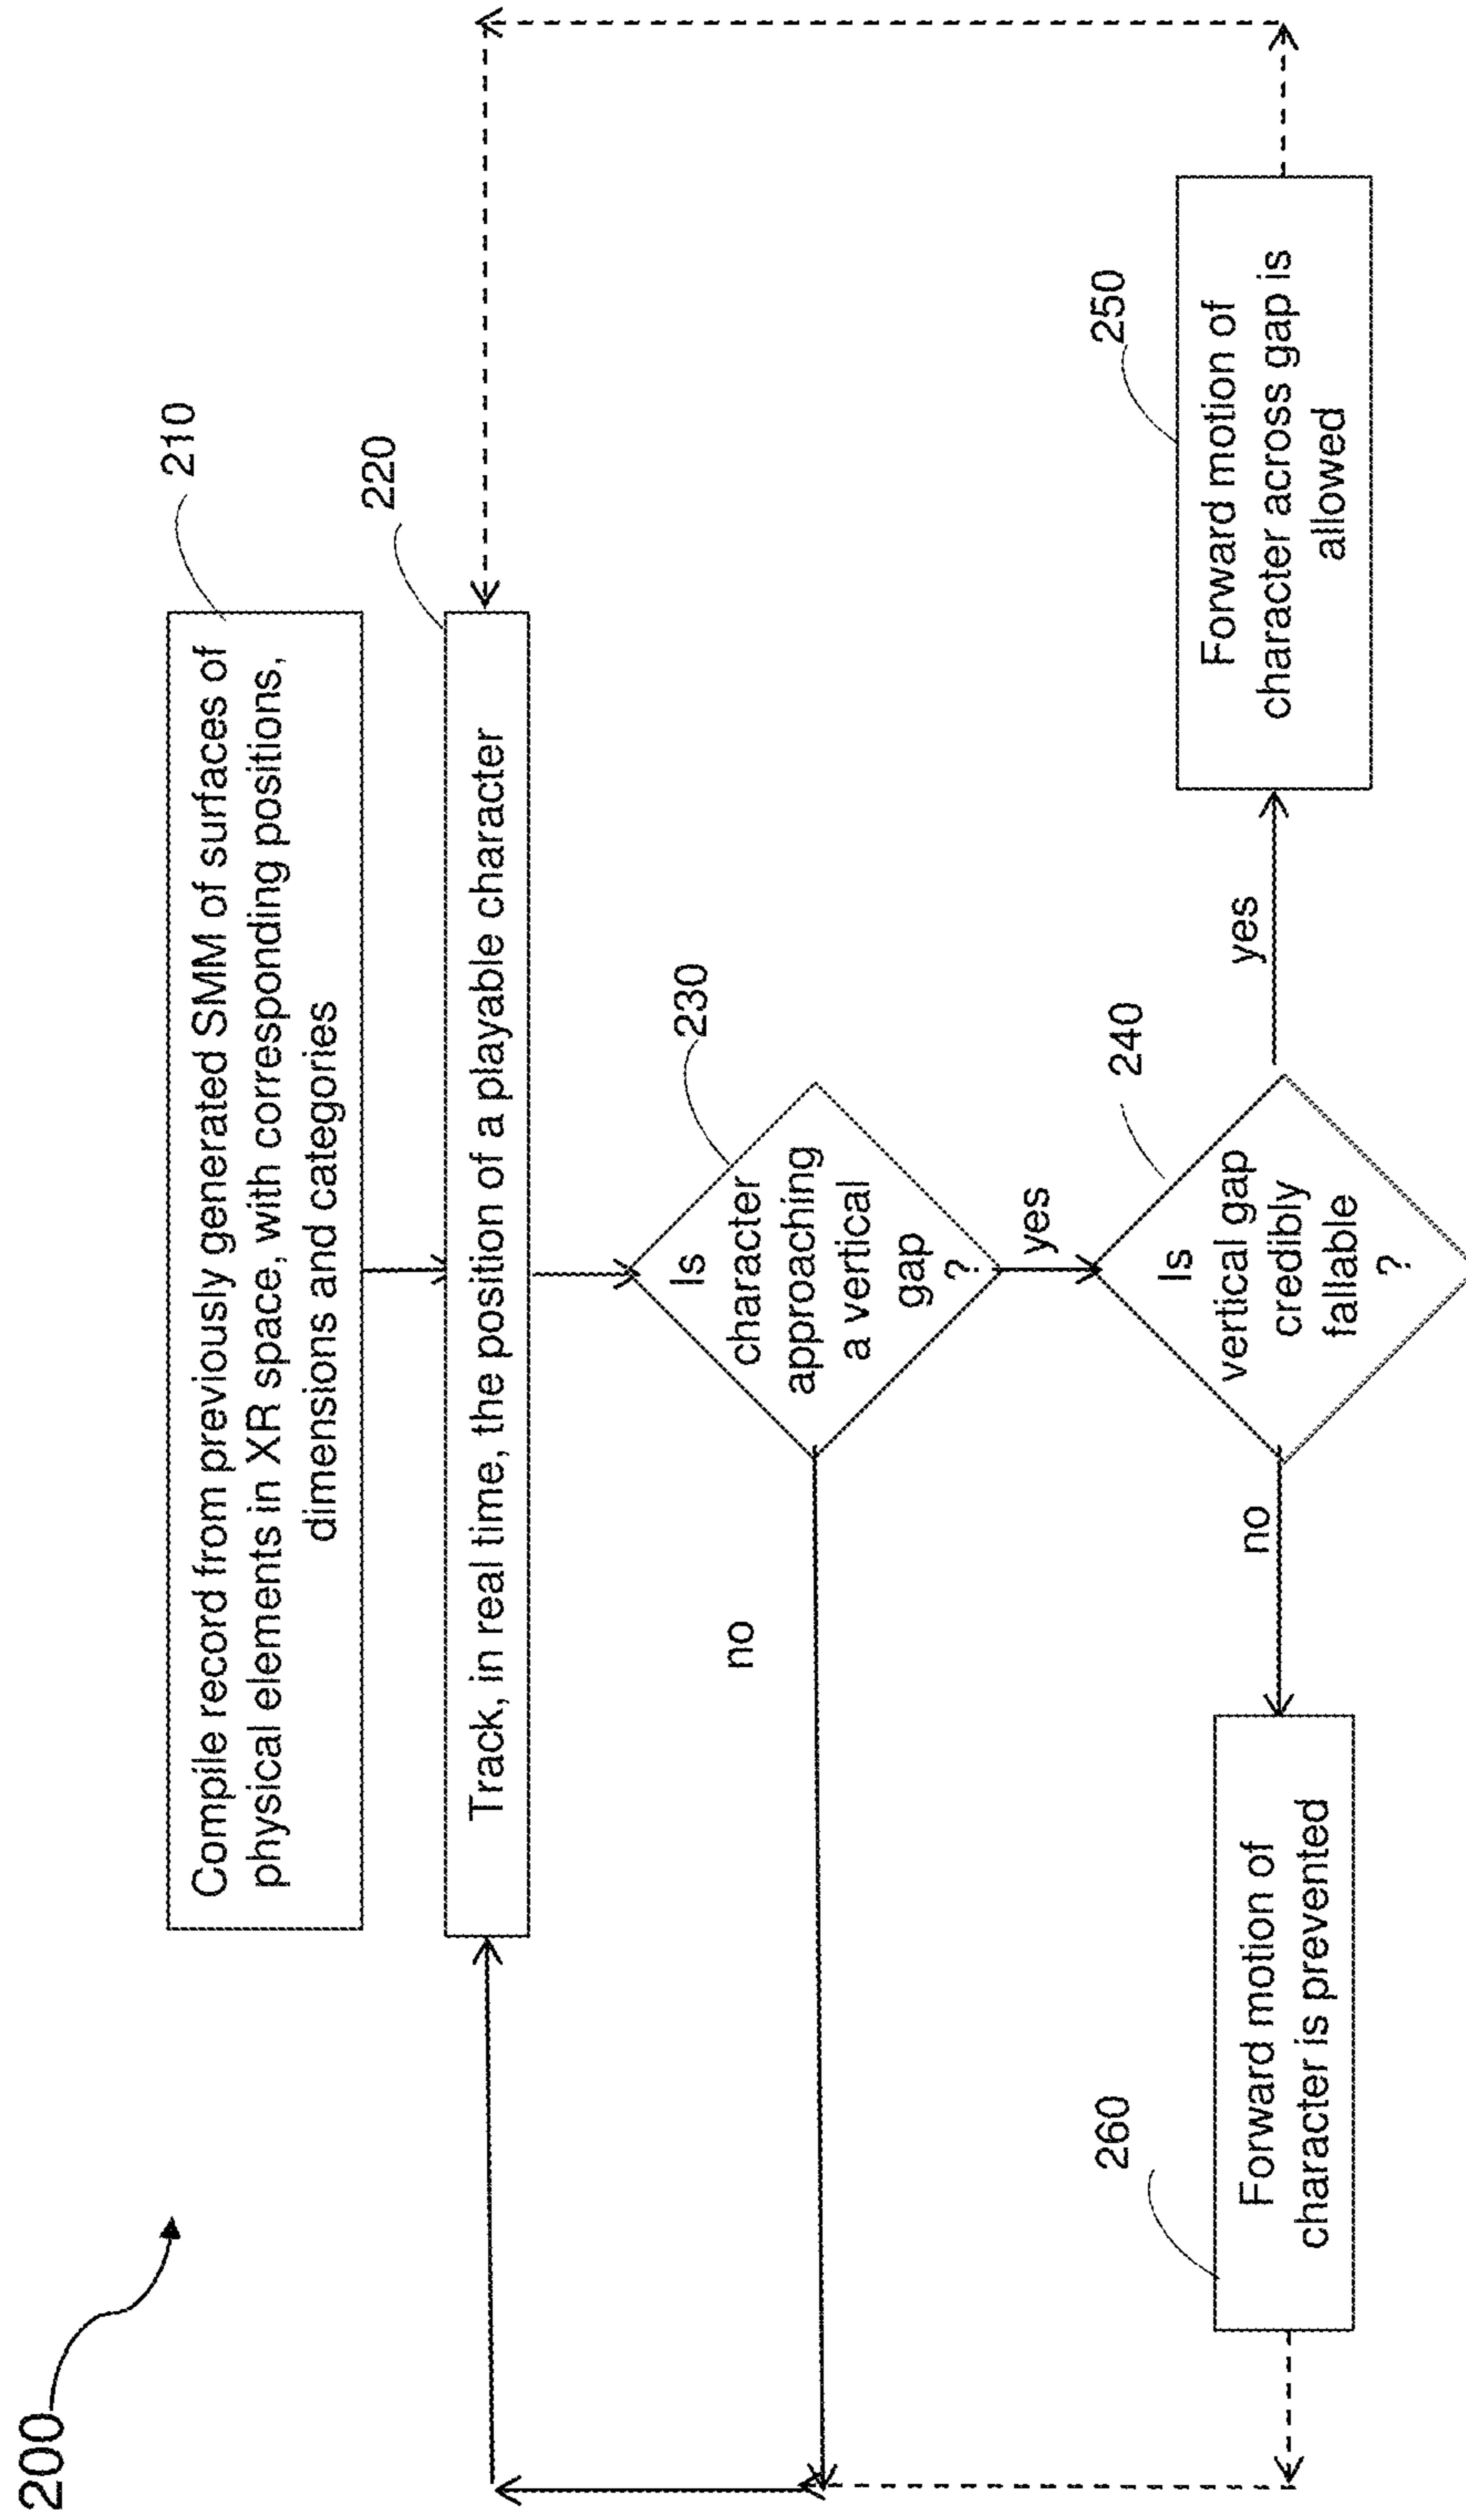 200
210
Compile record from previously generated SMM of surfaces of
physical elements in XR space, with corresponding positions,
dimensions and categories
220
Track, in real time, the position of a playable character
230
Is
character
approaching
a vertical
gap
?
no
yes
240
Is
vertical gap
credibly
fallable
?
no
yes
260
Forward motion of
character is prevented
250
Forward motion of
character across gap is
allowed